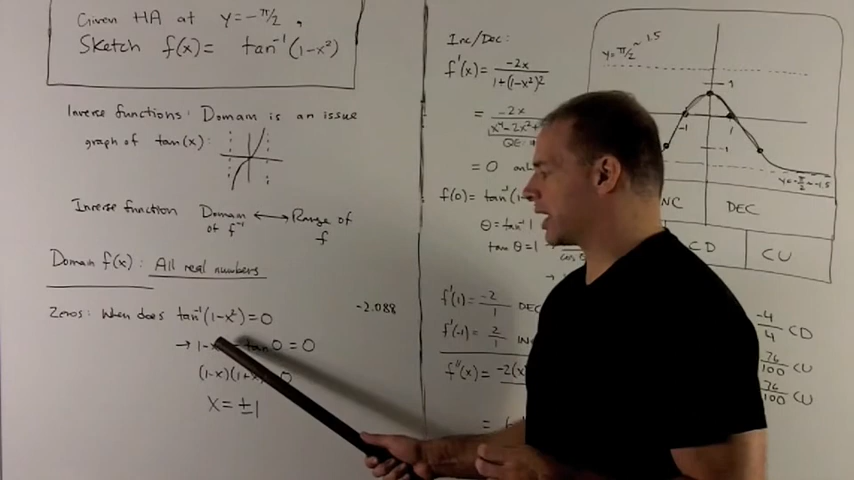 Given HA at y = -π/2,
Sketch f(x) = tan⁻¹(1-x²)
Inverse functions: Domain is an issue
graph of tan(x):
Inverse function Domain of f⁻¹ ↔ Range of f
Domain f(x): All real numbers
Zeros: When does tan⁻¹(1-x²) = 0
-2.088
→ 1-x tan 0 = 0
(1-x)(1+x) 0
x = ±1
Inc/Dec:
f'(x) = -2x / 1+(1-x²)²
= -2x / x⁴-2x²+
QE:
= 0
f(0) = tan⁻¹(1-
θ = tan⁻¹ 1
tan θ = 1
f'(1) = -2/1 DEC
f'(-1) = 2/1 IN
f''(x) = -2(x
=
y = π/2 ~ 1.5
1
-1 1
-1
y = -π/2 ~ -1.5
NC DEC
CD CU
-4/4 CD
76/100 CU
76/100 CU